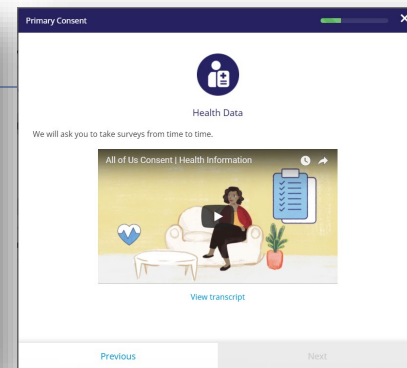 Primary Consent
Health Data
We will ask you to take surveys from time to time.
All of Us Consent | Health Information
View transcript
Previous
Next